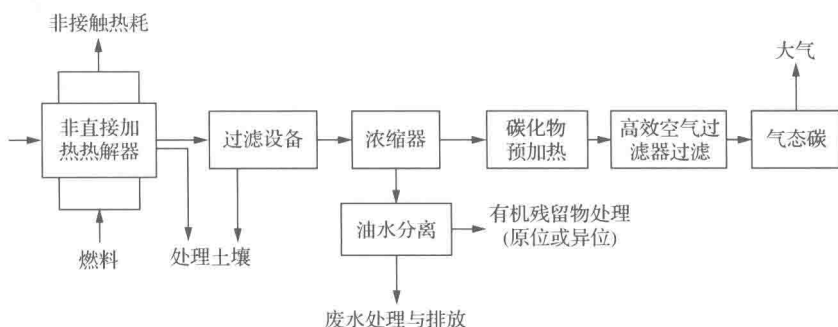 非接触热耗
大气
非直接加
热热解器
过滤设备
浓缩器
碳化物
预加热
高效空气过
滤器过滤
气态碳
燃料
处理土壤
油水分离
有机残留物处理
(原位或异位)
废水处理与排放